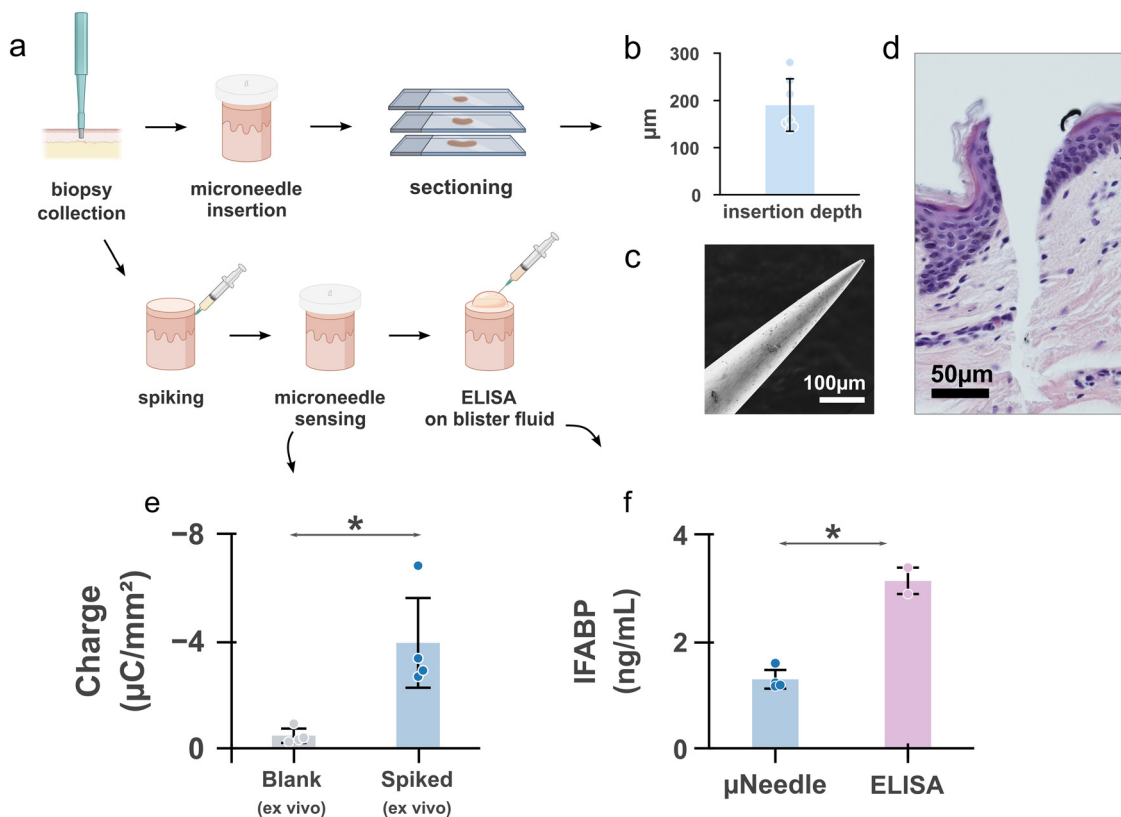 a
biopsy
collection
microneedle
insertion
sectioning
spiking
microneedle
sensing
ELISA
on blister fluid
b
µm
300
200
100
0
insertion depth
c
100µm
d
50µm
e
Charge
(µC/mm²)
−8
−4
0
*
Blank
(ex vivo)
Spiked
(ex vivo)
f
IFABP
(ng/mL)
4
2
0
*
µNeedle
ELISA